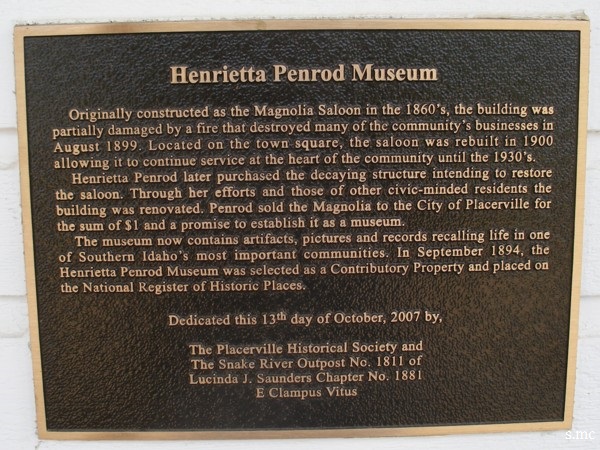 Henrietta Penrod Museum
Originally constructed as the Magnolia Saloon in the 1860's, the building was
partially damaged by a fire that destroyed many of the community's businesses in
August 1899. Located on the town square, the saloon was rebuilt in 1900
allowing it to continue service at the heart of the community until the 1930's.
Henrietta Penrod later purchased the decaying structure intending to restore
the saloon. Through her efforts and those of other civic-minded residents the
building was renovated. Penrod sold the Magnolia to the City of Placerville for
the sum of $1 and a promise to establish it as a museum.
The museum now contains artifacts, pictures and records recalling life in one
of Southern Idaho's most important communities. In September 1894, the
Henrietta Penrod Museum was selected as a Contributory Property and placed on
the National Register of Historic Places.
Dedicated this 13th day of October, 2007 by,
The Placerville Historical Society and
The Snake River Outpost No. 1811 of
Lucinda J. Saunders Chapter No. 1881
E Clampus Vitus
s.mc